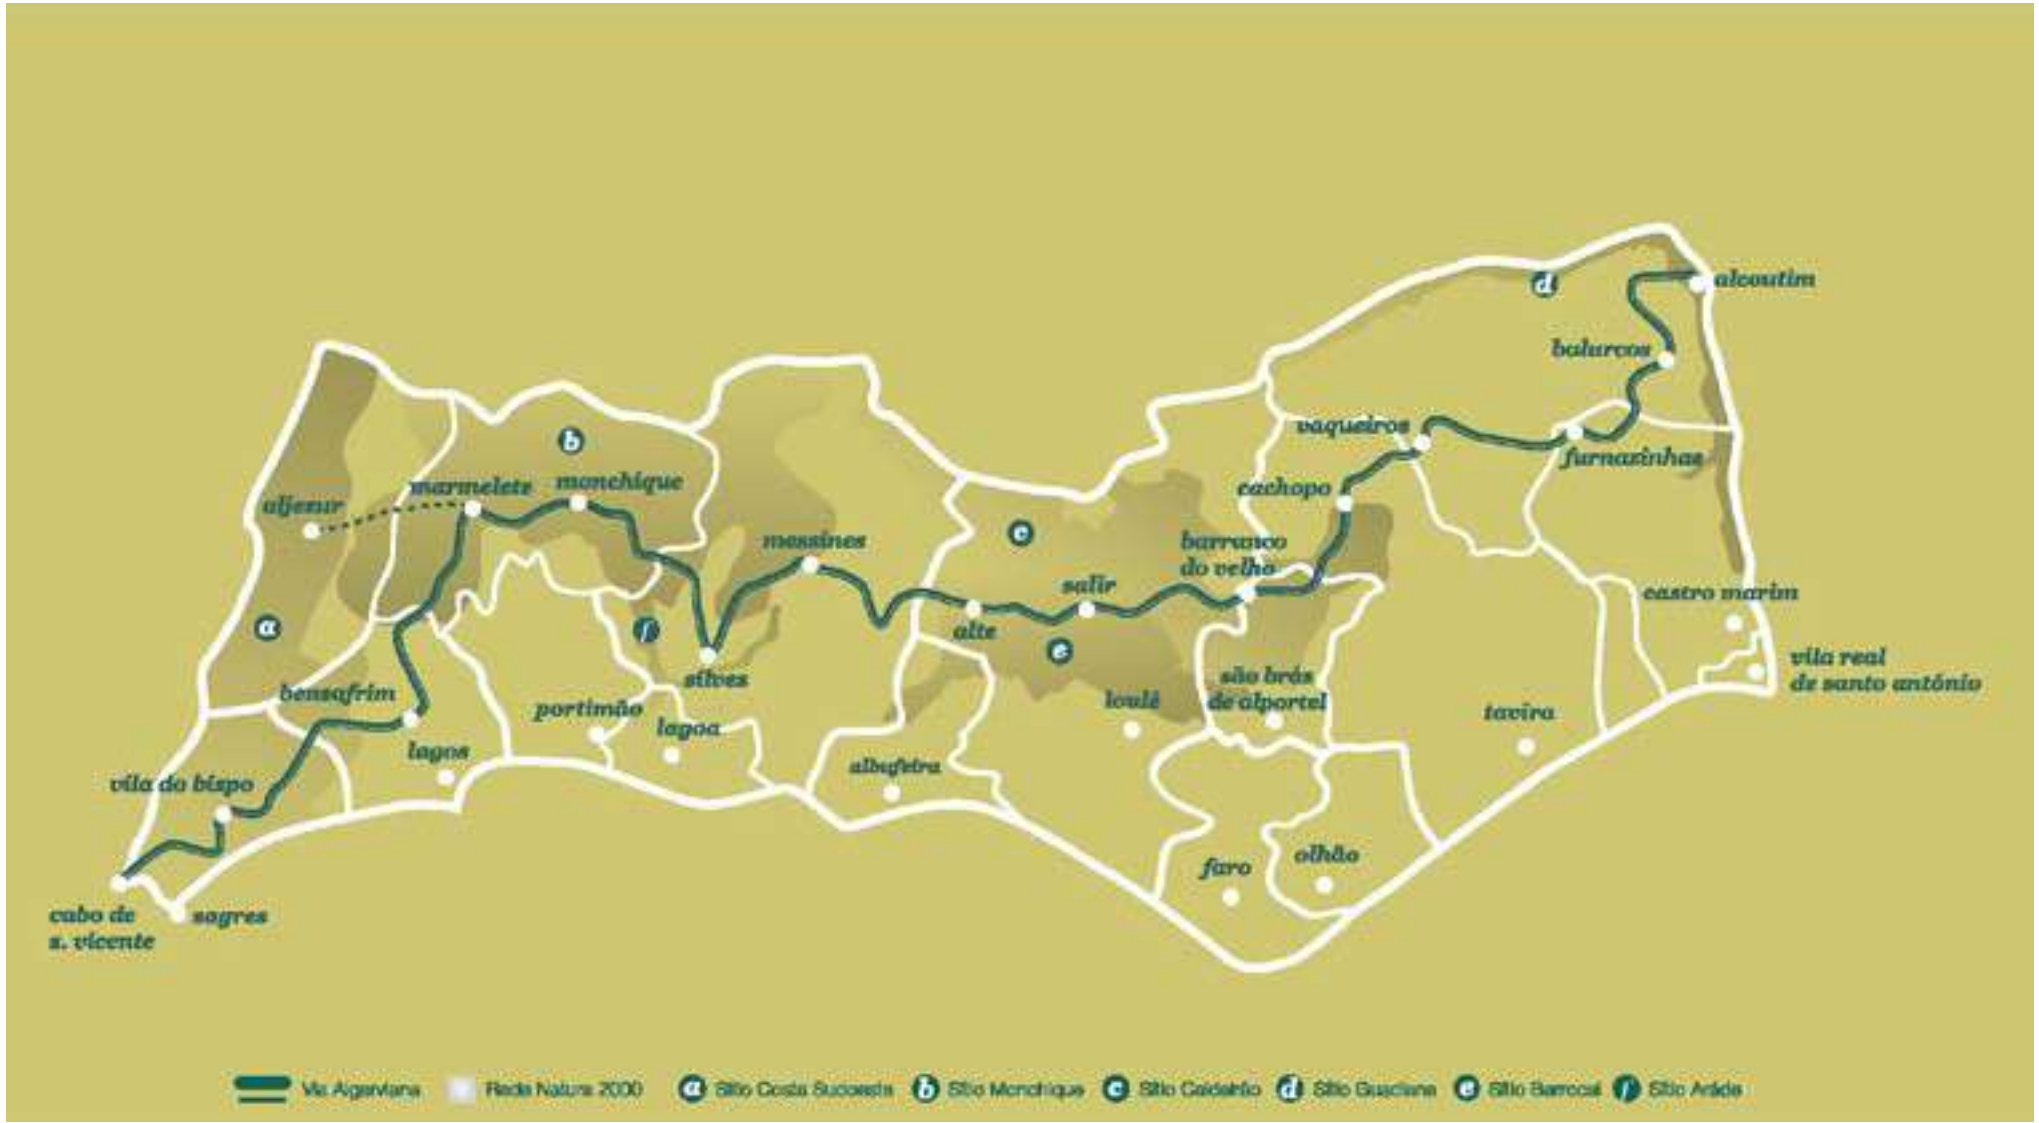 alcoutim
d
balurcos
vaqueiros
furnazinhas
b
marmelete
monchique
aljezur
cachopo
c
messines
barranco
do velho
salir
castro marim
a
f
alte
e
silves
vila real
de santo antónio
bensafrim
são brás
de alportel
portimão
loulé
tavira
lagoa
lagos
albufeira
vila do bispo
faro
olhão
cabo de
s. vicente
sagres
Via Algarviana
Rede Natura 2000
a Sítio Costa Sudoeste
b Sítio Monchique
c Sítio Caldeirão
d Sítio Guadiana
e Sítio Barrocal
f Sítio Arade